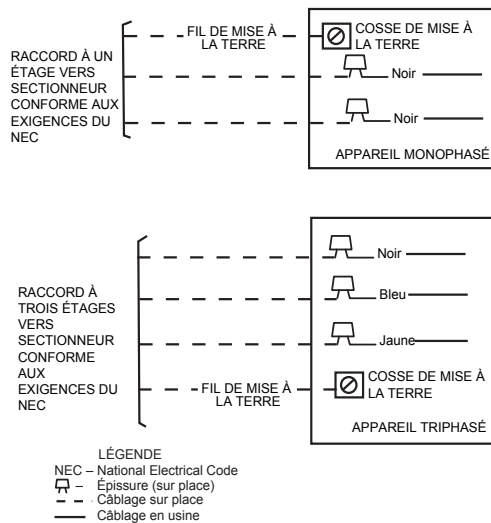 RACCORD À UN
ÉTAGE VERS
SECTIONNEUR
CONFORME AUX
EXIGENCES DU
NEC
FIL DE MISE À
LA TERRE
COSSE DE MISE À
LA TERRE
Noir
Noir
APPAREIL MONOPHASÉ
RACCORD À
TROIS ÉTAGES
VERS
SECTIONNEUR
CONFORME
AUX
EXIGENCES DU
NEC
Noir
Bleu
Jaune
FIL DE MISE À
LA TERRE
COSSE DE MISE À
LA TERRE
APPAREIL TRIPHASÉ
LÉGENDE
NEC – National Electrical Code
– Épissure (sur place)
Câblage sur place
Câblage en usine